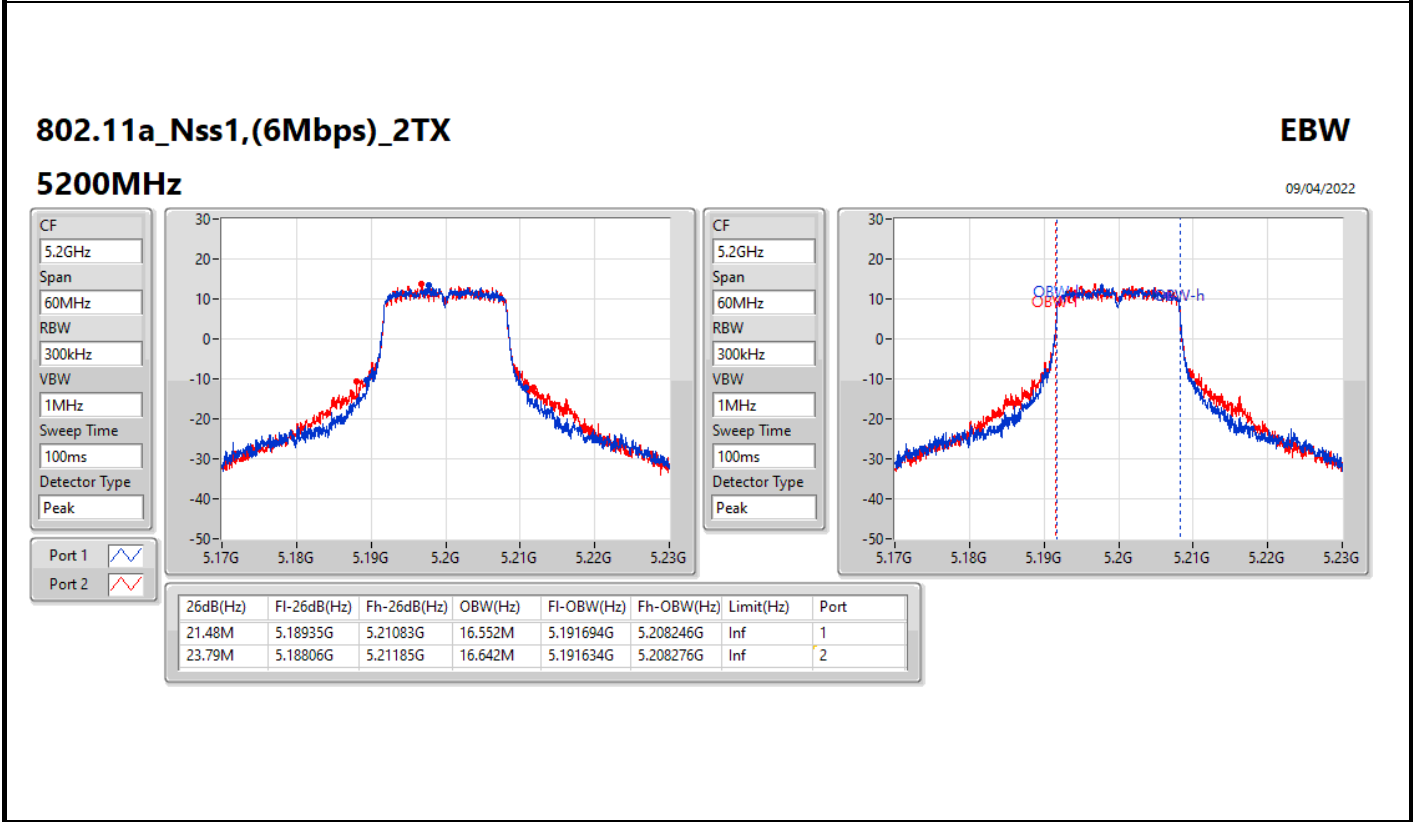 802.11a_Nss1,(6Mbps)_2TX
EBW
5200MHz
09/04/2022
CF
5.2GHz
Span
60MHz
RBW
300kHz
VBW
1MHz
Sweep Time
100ms
Detector Type
Peak
Port 1
Port 2
30
20
10
0
-10
-20
-30
-40
-50
5.17G 5.18G 5.19G 5.2G 5.21G 5.22G 5.23G
CF
5.2GHz
Span
60MHz
RBW
300kHz
VBW
1MHz
Sweep Time
100ms
Detector Type
Peak
30
20
10
0
-10
-20
-30
-40
-50
5.17G 5.18G 5.19G 5.2G 5.21G 5.22G 5.23G
26dB(Hz) Fl-26dB(Hz) Fh-26dB(Hz) OBW(Hz) Fl-OBW(Hz) Fh-OBW(Hz) Limit(Hz) Port
21.48M 5.18935G 5.21083G 16.552M 5.191694G 5.208246G Inf 1
23.79M 5.18806G 5.21185G 16.642M 5.191634G 5.208276G Inf 2